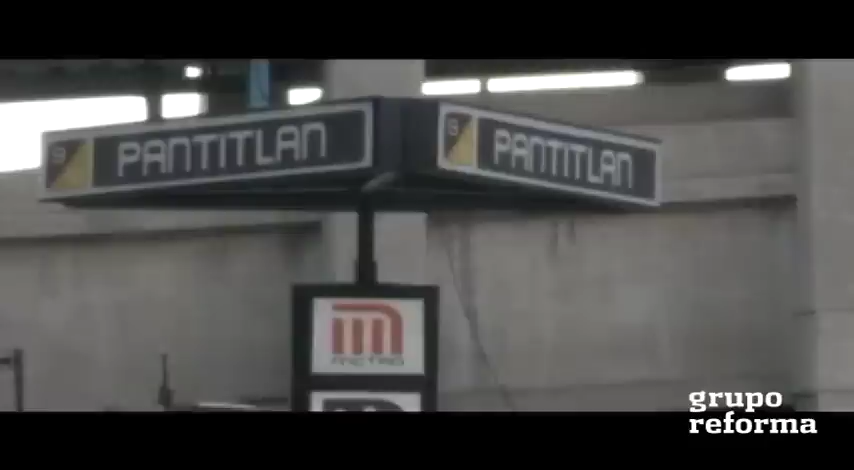 9 PANTITLAN
9 PANTITLAN
METRO
grupo
reforma